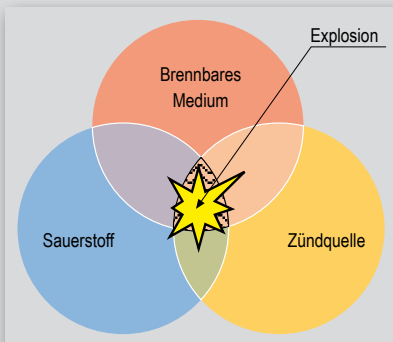 Explosion
Brennbares
Medium
Sauerstoff
Zündquelle